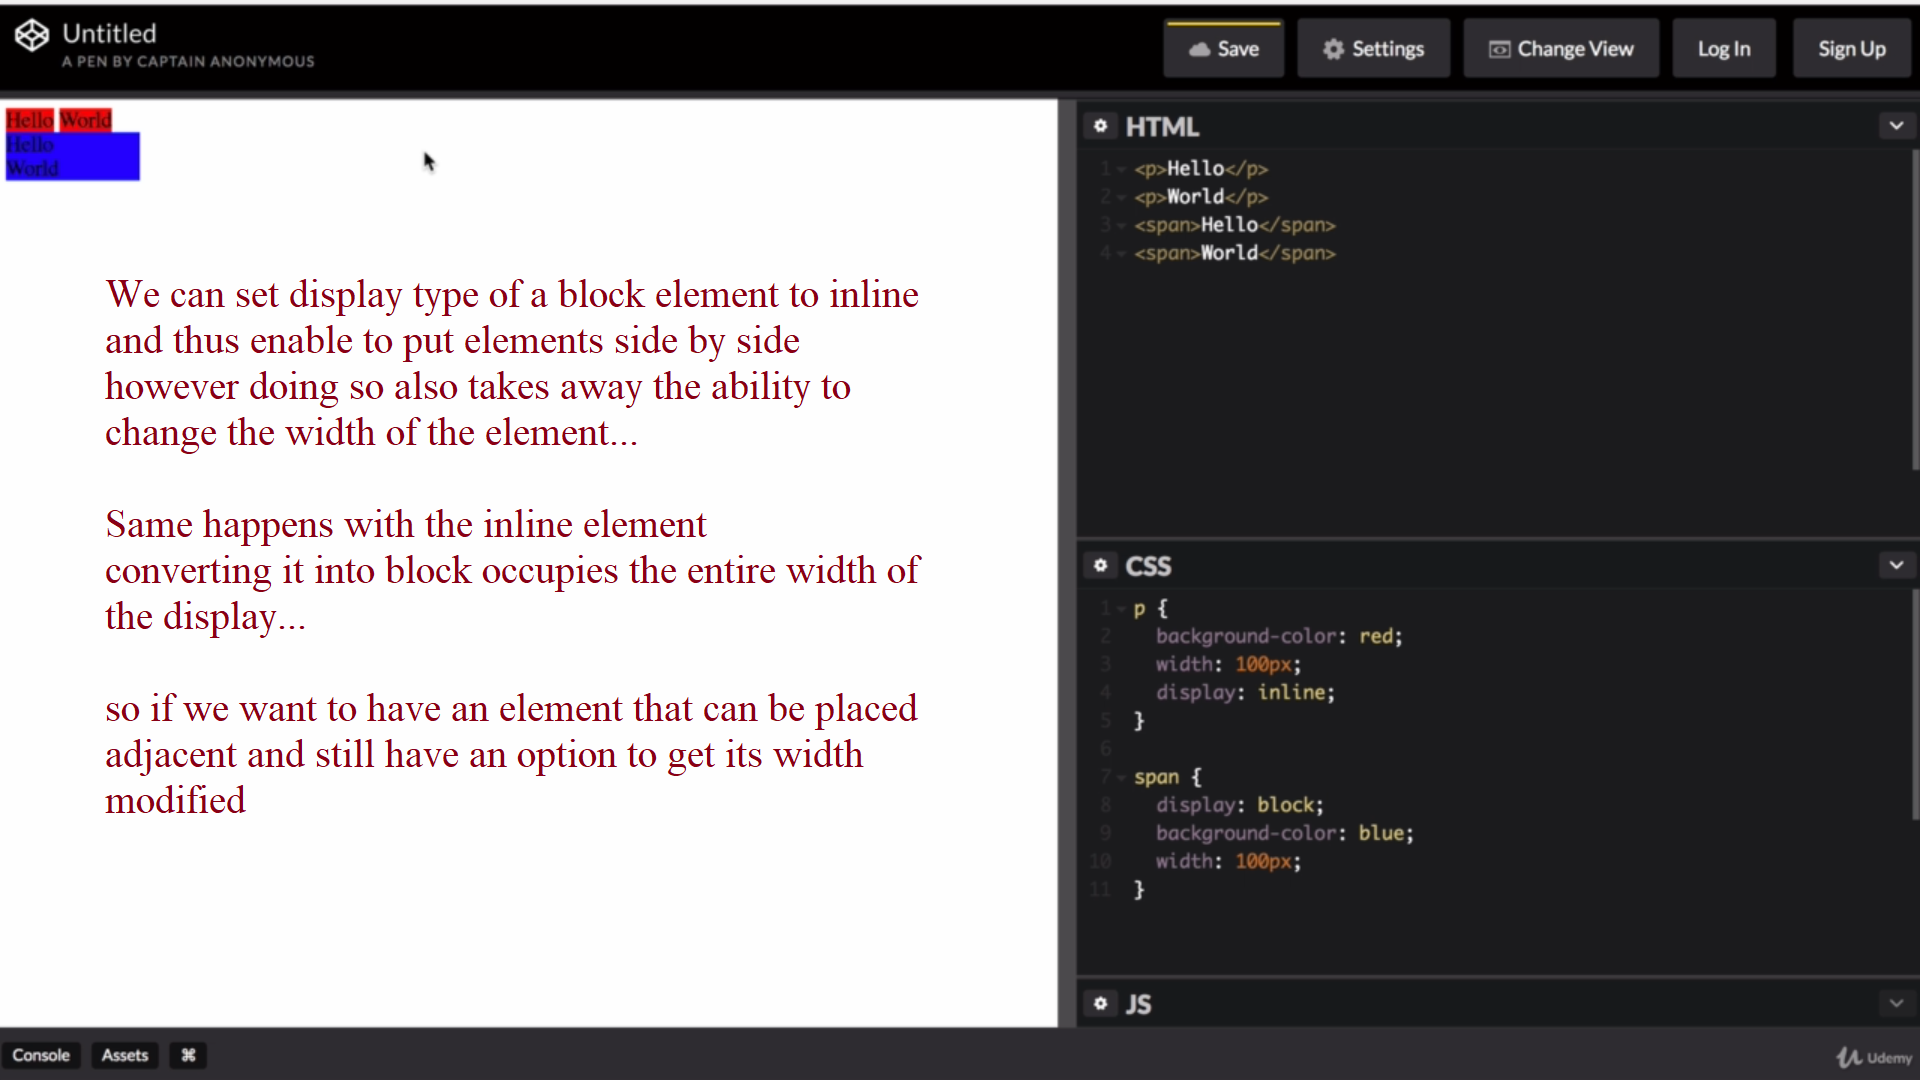 Untitled
A PEN BY CAPTAIN ANONYMOUS
Save
Settings
Change View
Log In
Sign Up
Hello World
Hello
World
We can set display type of a block element to inline
and thus enable to put elements side by side
however doing so also takes away the ability to
change the width of the element...
Same happens with the inline element
converting it into block occupies the entire width of
the display...
so if we want to have an element that can be placed
adjacent and still have an option to get its width
modified
HTML
1 <p>Hello</p>
2 <p>World</p>
3 <span>Hello</span>
4 <span>World</span>
CSS
1 p {
2 background-color: red;
3 width: 100px;
4 display: inline;
5 }
6
7 span {
8 display: block;
9 background-color: blue;
10 width: 100px;
11 }
JS
Console
Assets
⌘
Udemy